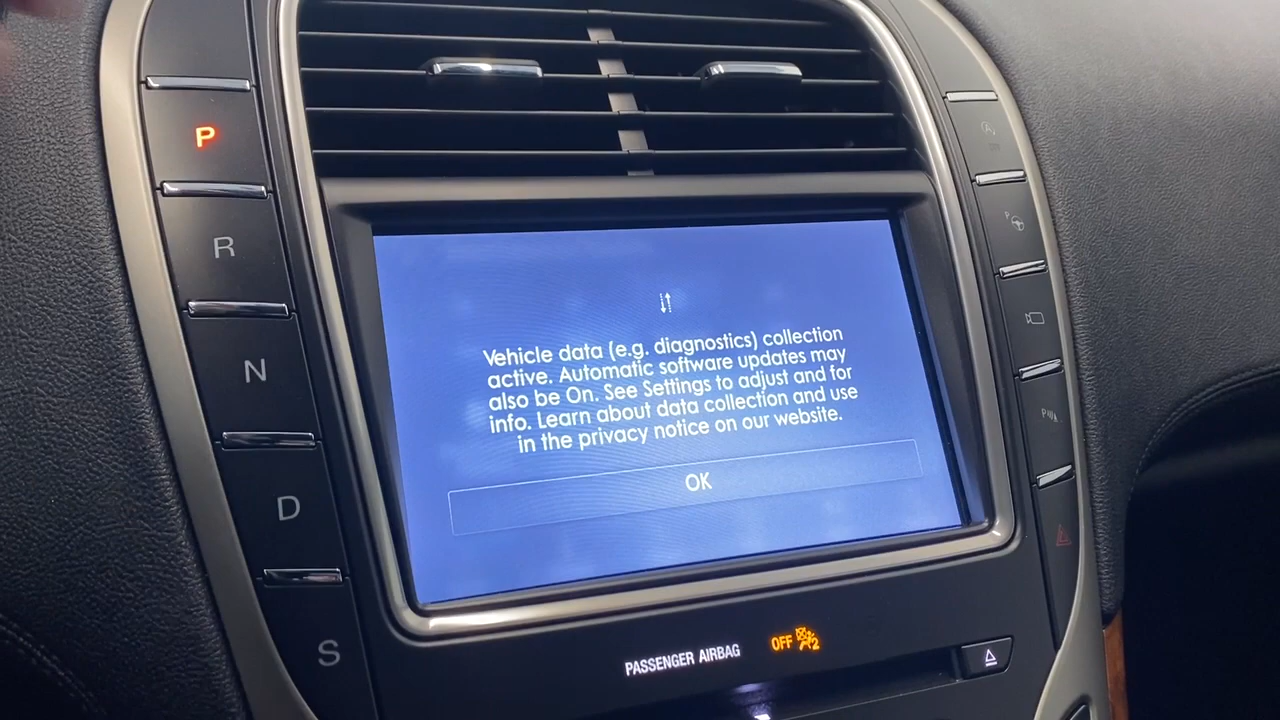 P
R
N
D
S
Vehicle data (e.g. diagnostics) collection
active. Automatic software updates may
also be On. See Settings to adjust and for
info. Learn about data collection and use
in the privacy notice on our website.
OK
PASSENGER AIRBAG OFF 2
P
P